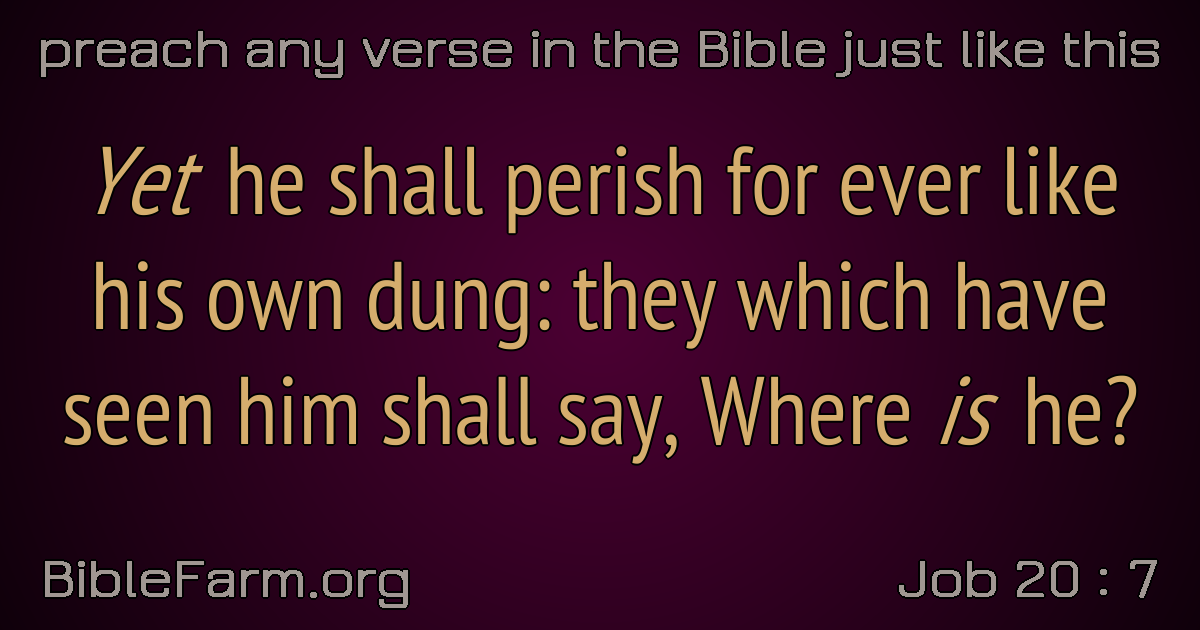 preach any verse in the Bible just like this
Yet he shall perish for ever like
his own dung: they which have
seen him shall say, Where is he?
BibleFarm.org
Job 20 : 7